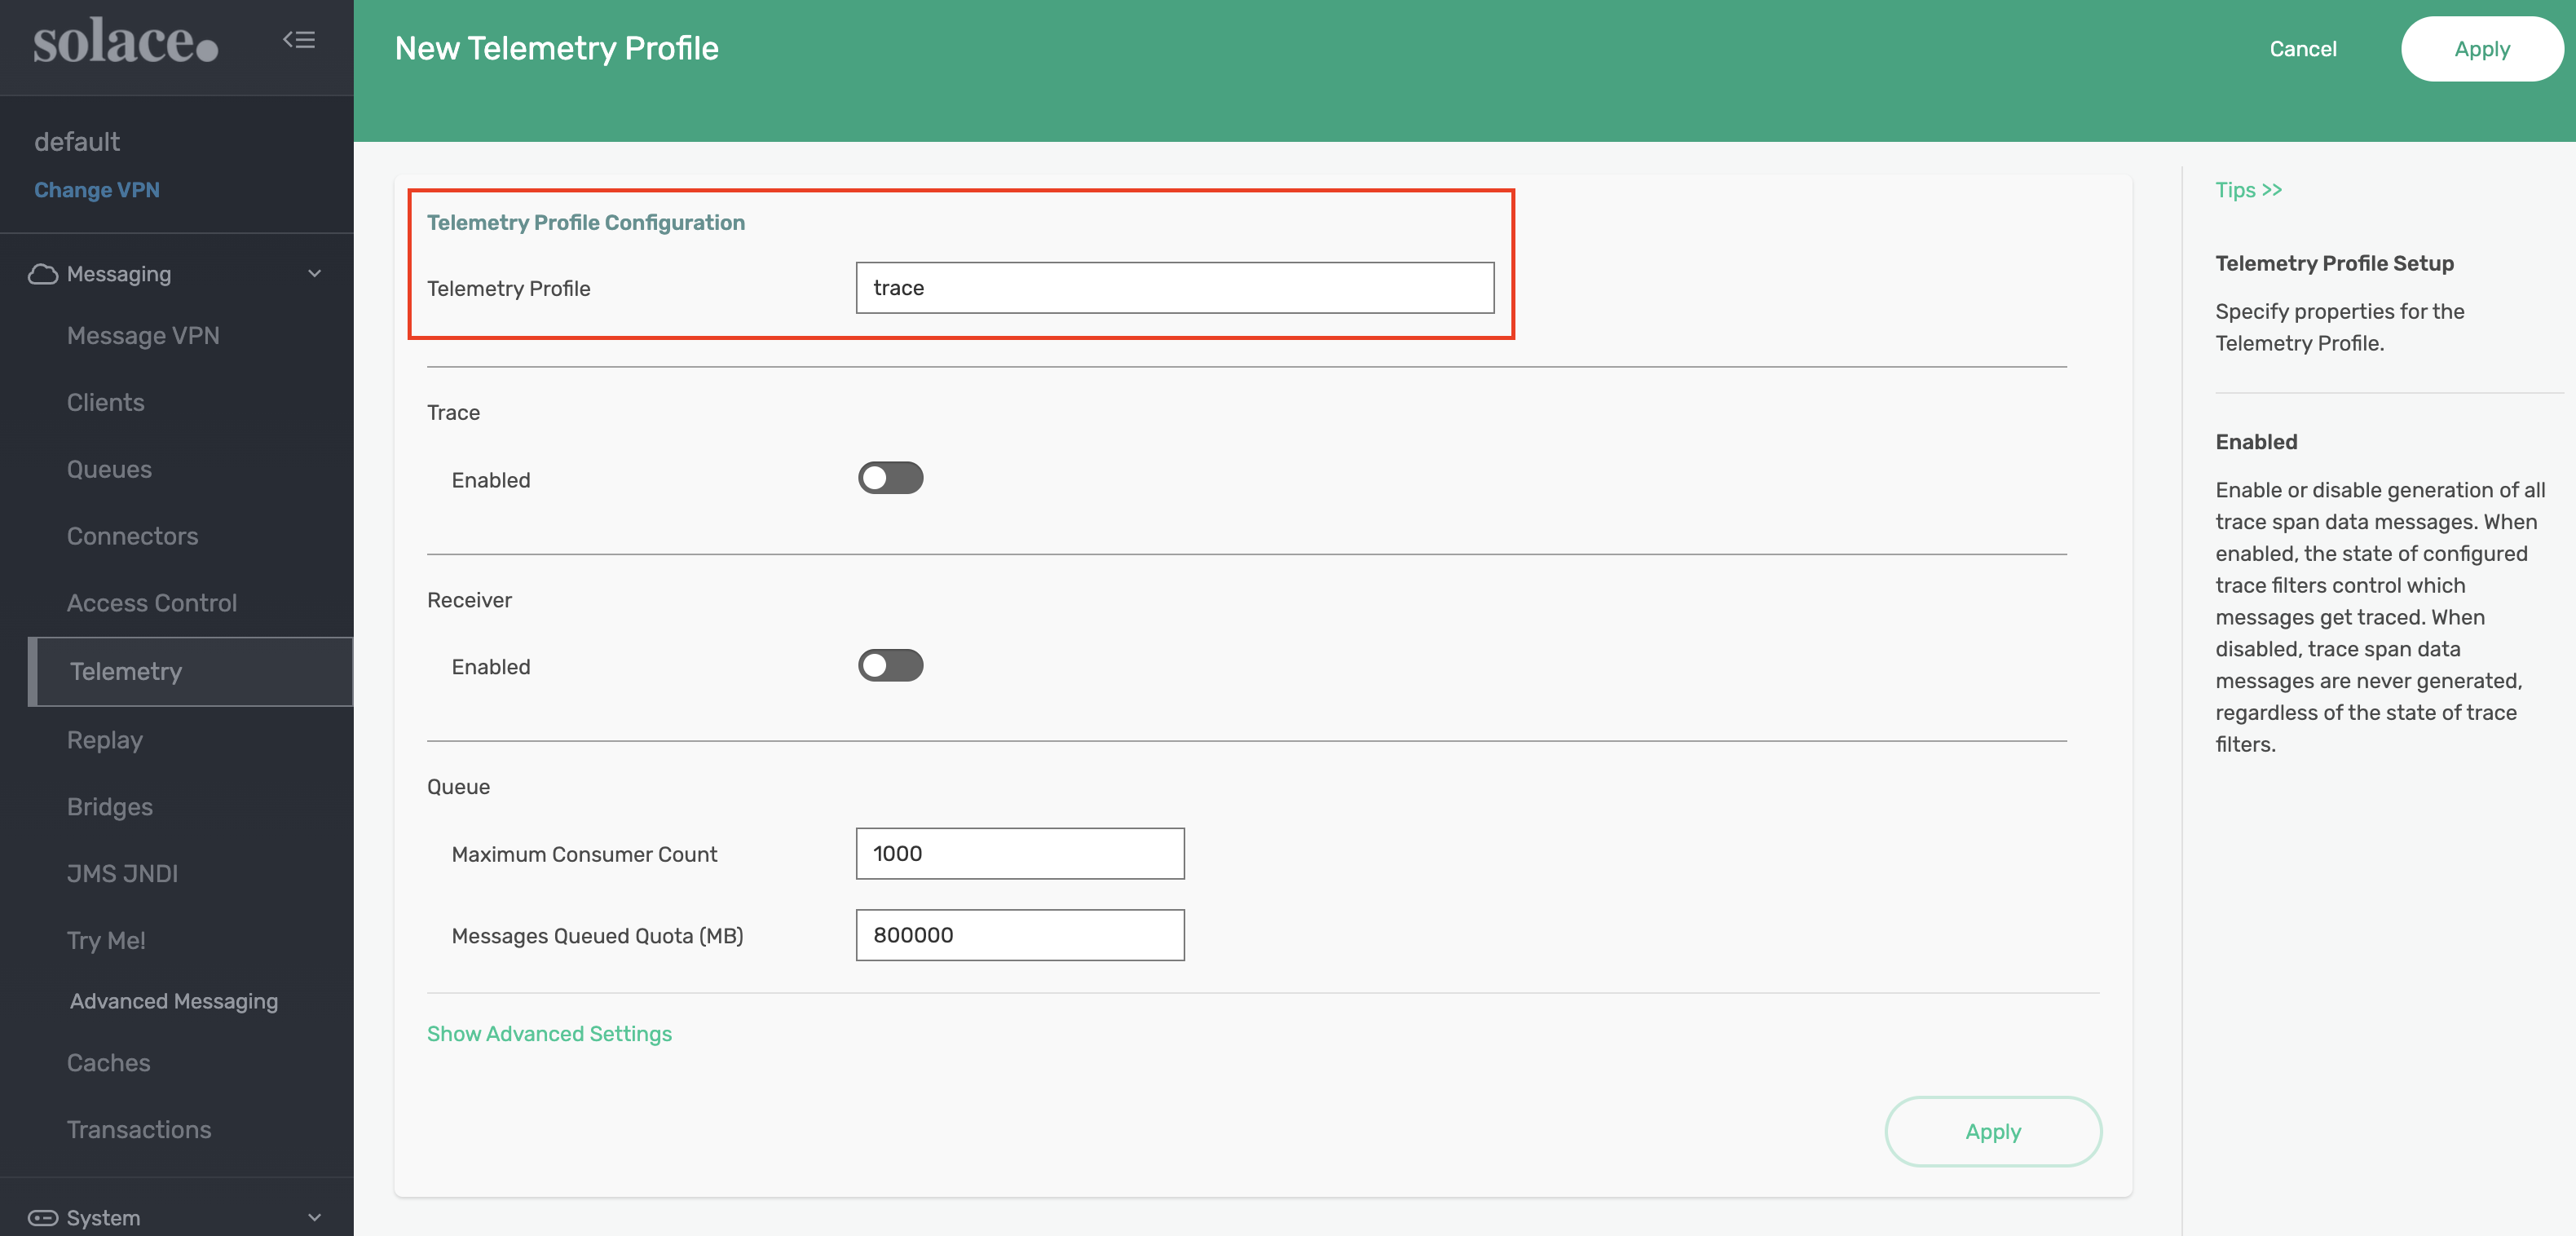 solace.
default
Change VPN
Messaging
Message VPN
Clients
Queues
Connectors
Access Control
Telemetry
Replay
Bridges
JMS JNDI
Try Me!
Advanced Messaging
Caches
Transactions
System
New Telemetry Profile
Cancel
Apply
Telemetry Profile Configuration
Telemetry Profile trace
Trace
Enabled
Receiver
Enabled
Queue
Maximum Consumer Count 1000
Messages Queued Quota (MB) 800000
Show Advanced Settings
Apply
Tips >>
Telemetry Profile Setup
Specify properties for the
Telemetry Profile.
Enabled
Enable or disable generation of all
trace span data messages. When
enabled, the state of configured
trace filters control which
messages get traced. When
disabled, trace span data
messages are never generated,
regardless of the state of trace
filters.